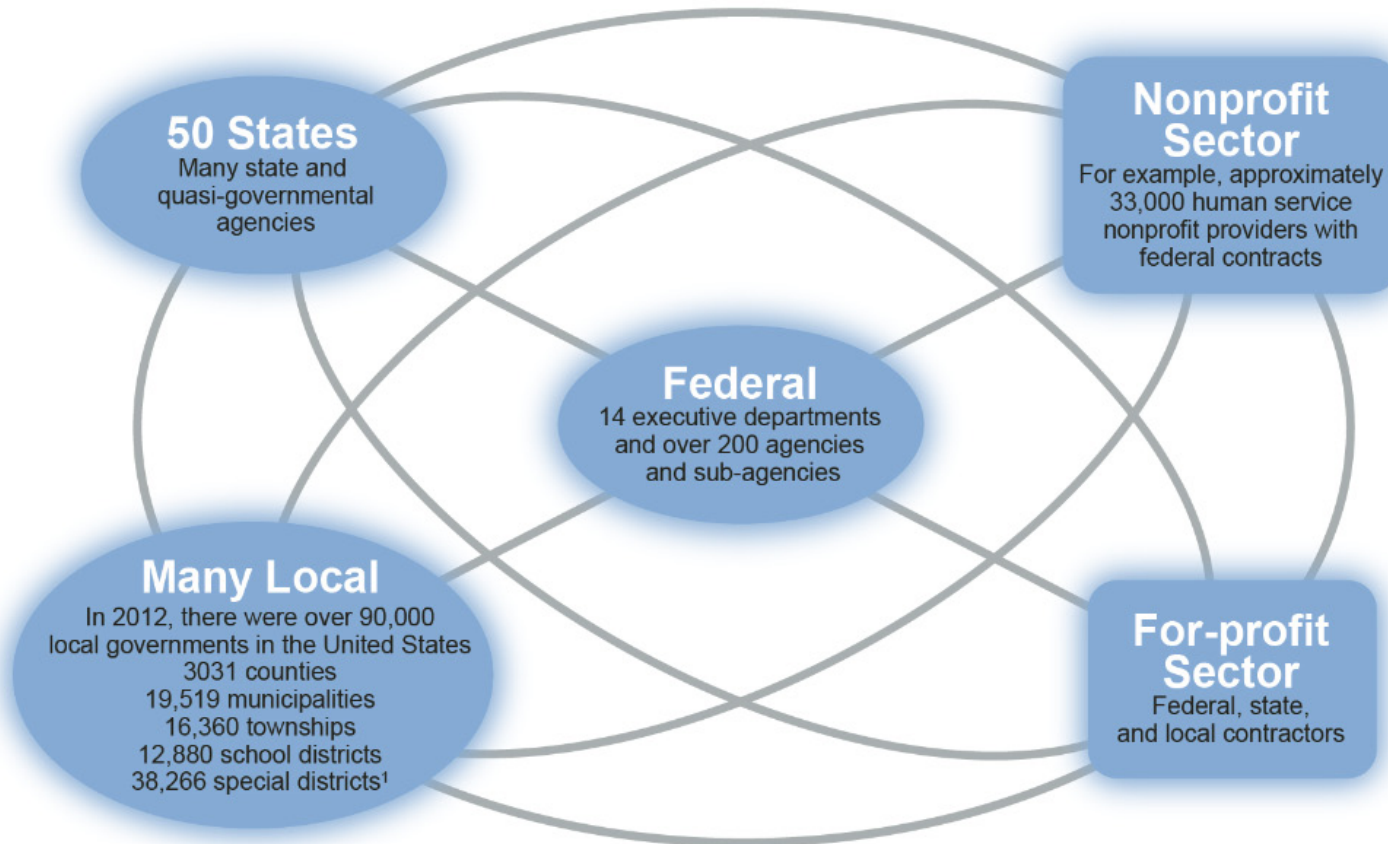 50 States
Many state and
quasi-governmental
agencies
Nonprofit
Sector
For example, approximately
33,000 human service
nonprofit providers with
federal contracts
Federal
14 executive departments
and over 200 agencies
and sub-agencies
Many Local
In 2012, there were over 90,000
local governments in the United States
3031 counties
19,519 municipalities
16,360 townships
12,880 school districts
38,266 special districts¹
For-profit
Sector
Federal, state,
and local contractors